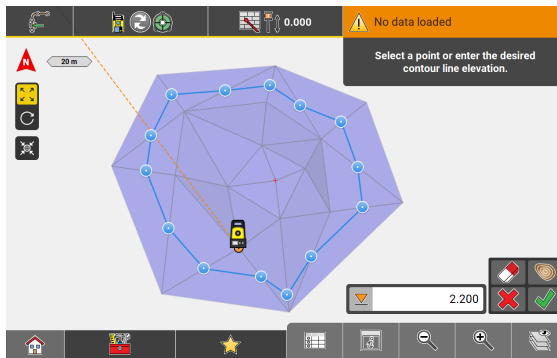 0.000
No data loaded
Select a point or enter the desired
contour line elevation.
N
20 m
2.200